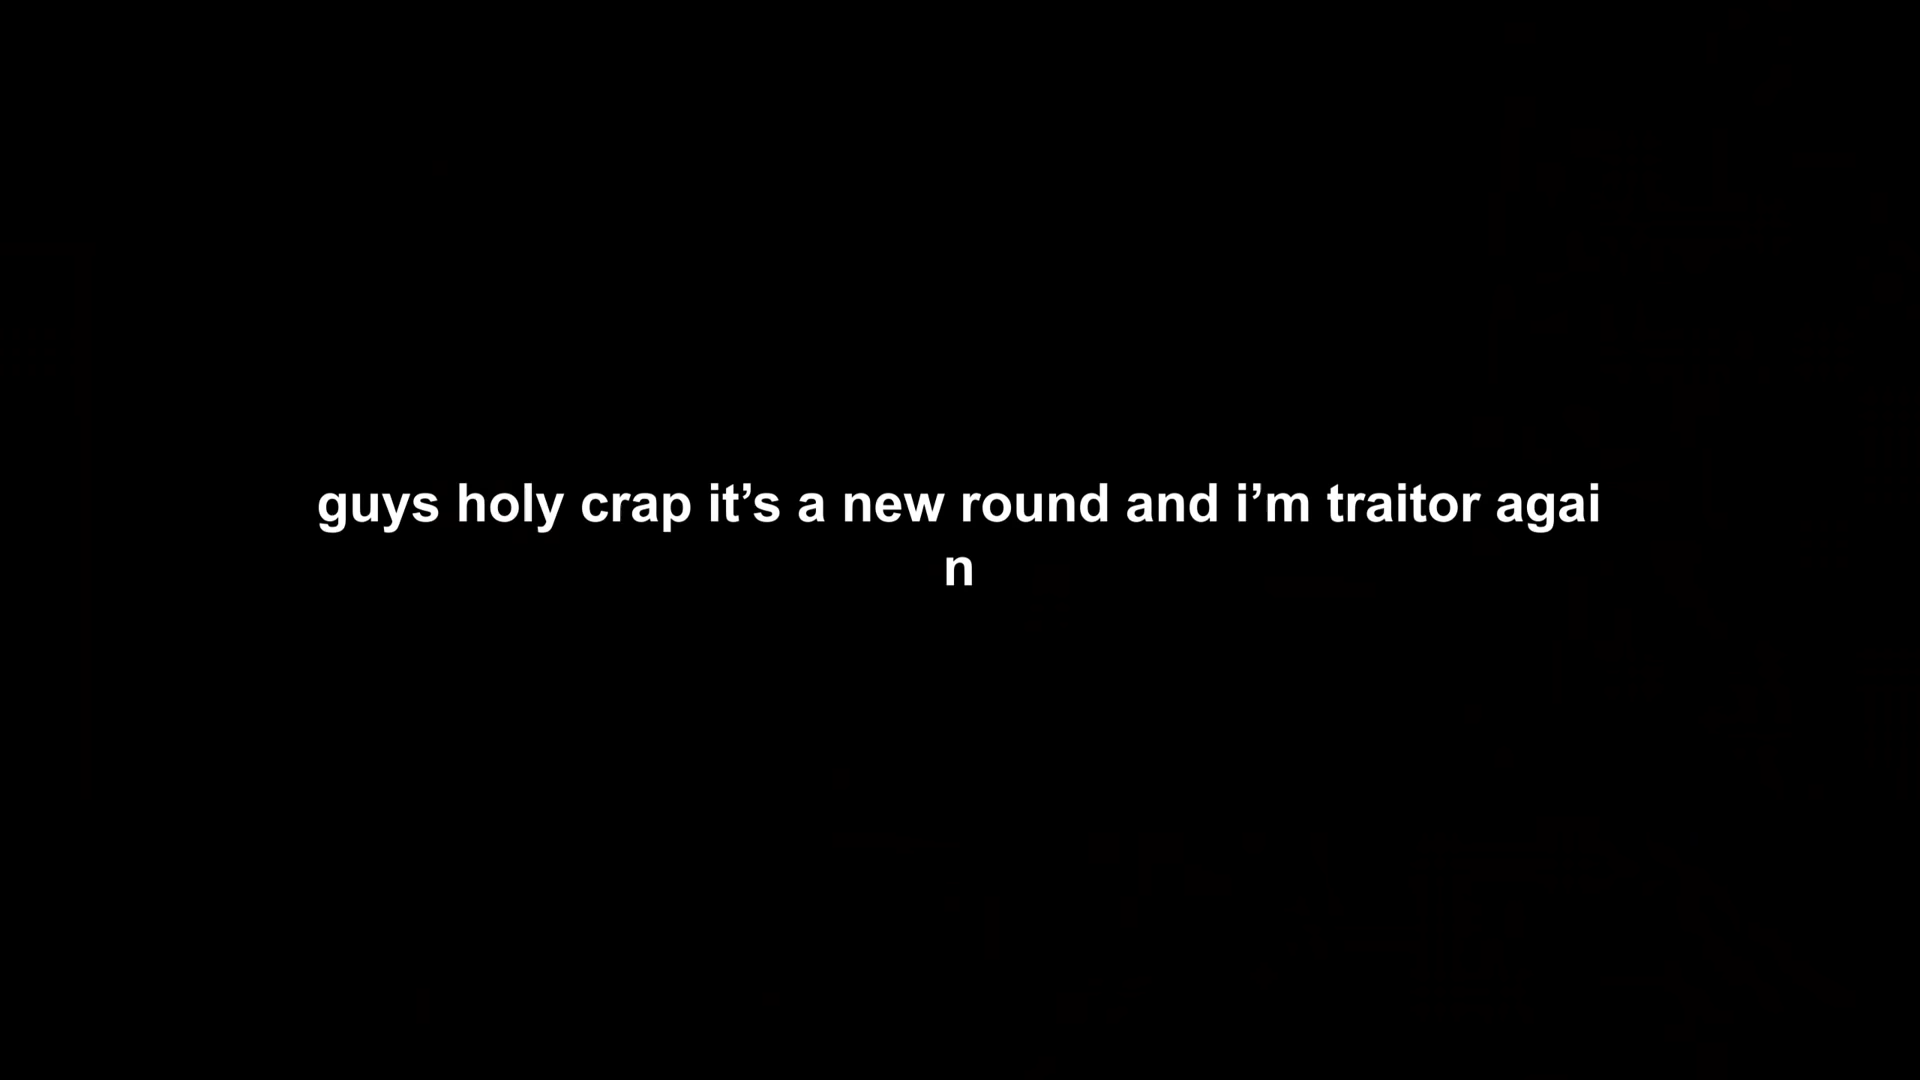 guys holy crap it’s a new round and i’m traitor agai
n